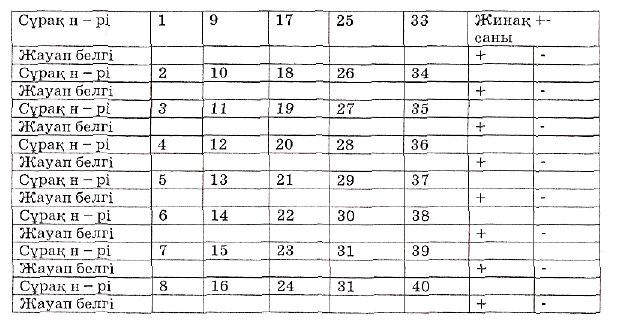 Сұрақ н – рі 1 9 17 25 33 Жинақ +-
саны
Жауап белгі + -
Сұрақ н – рі 2 10 18 26 34
Жауап белгі + -
Сұрақ н – рі 3 11 19 27 35
Жауап белгі + -
Сұрақ н – рі 4 12 20 28 36
Жауап белгі + -
Сұрақ н – рі 5 13 21 29 37
Жауап белгі + -
Сұрақ н – рі 6 14 22 30 38
Жауап белгі + -
Сұрақ н – рі 7 15 23 31 39
Жауап белгі + -
Сұрақ н – рі 8 16 24 31 40
Жауап белгі + -